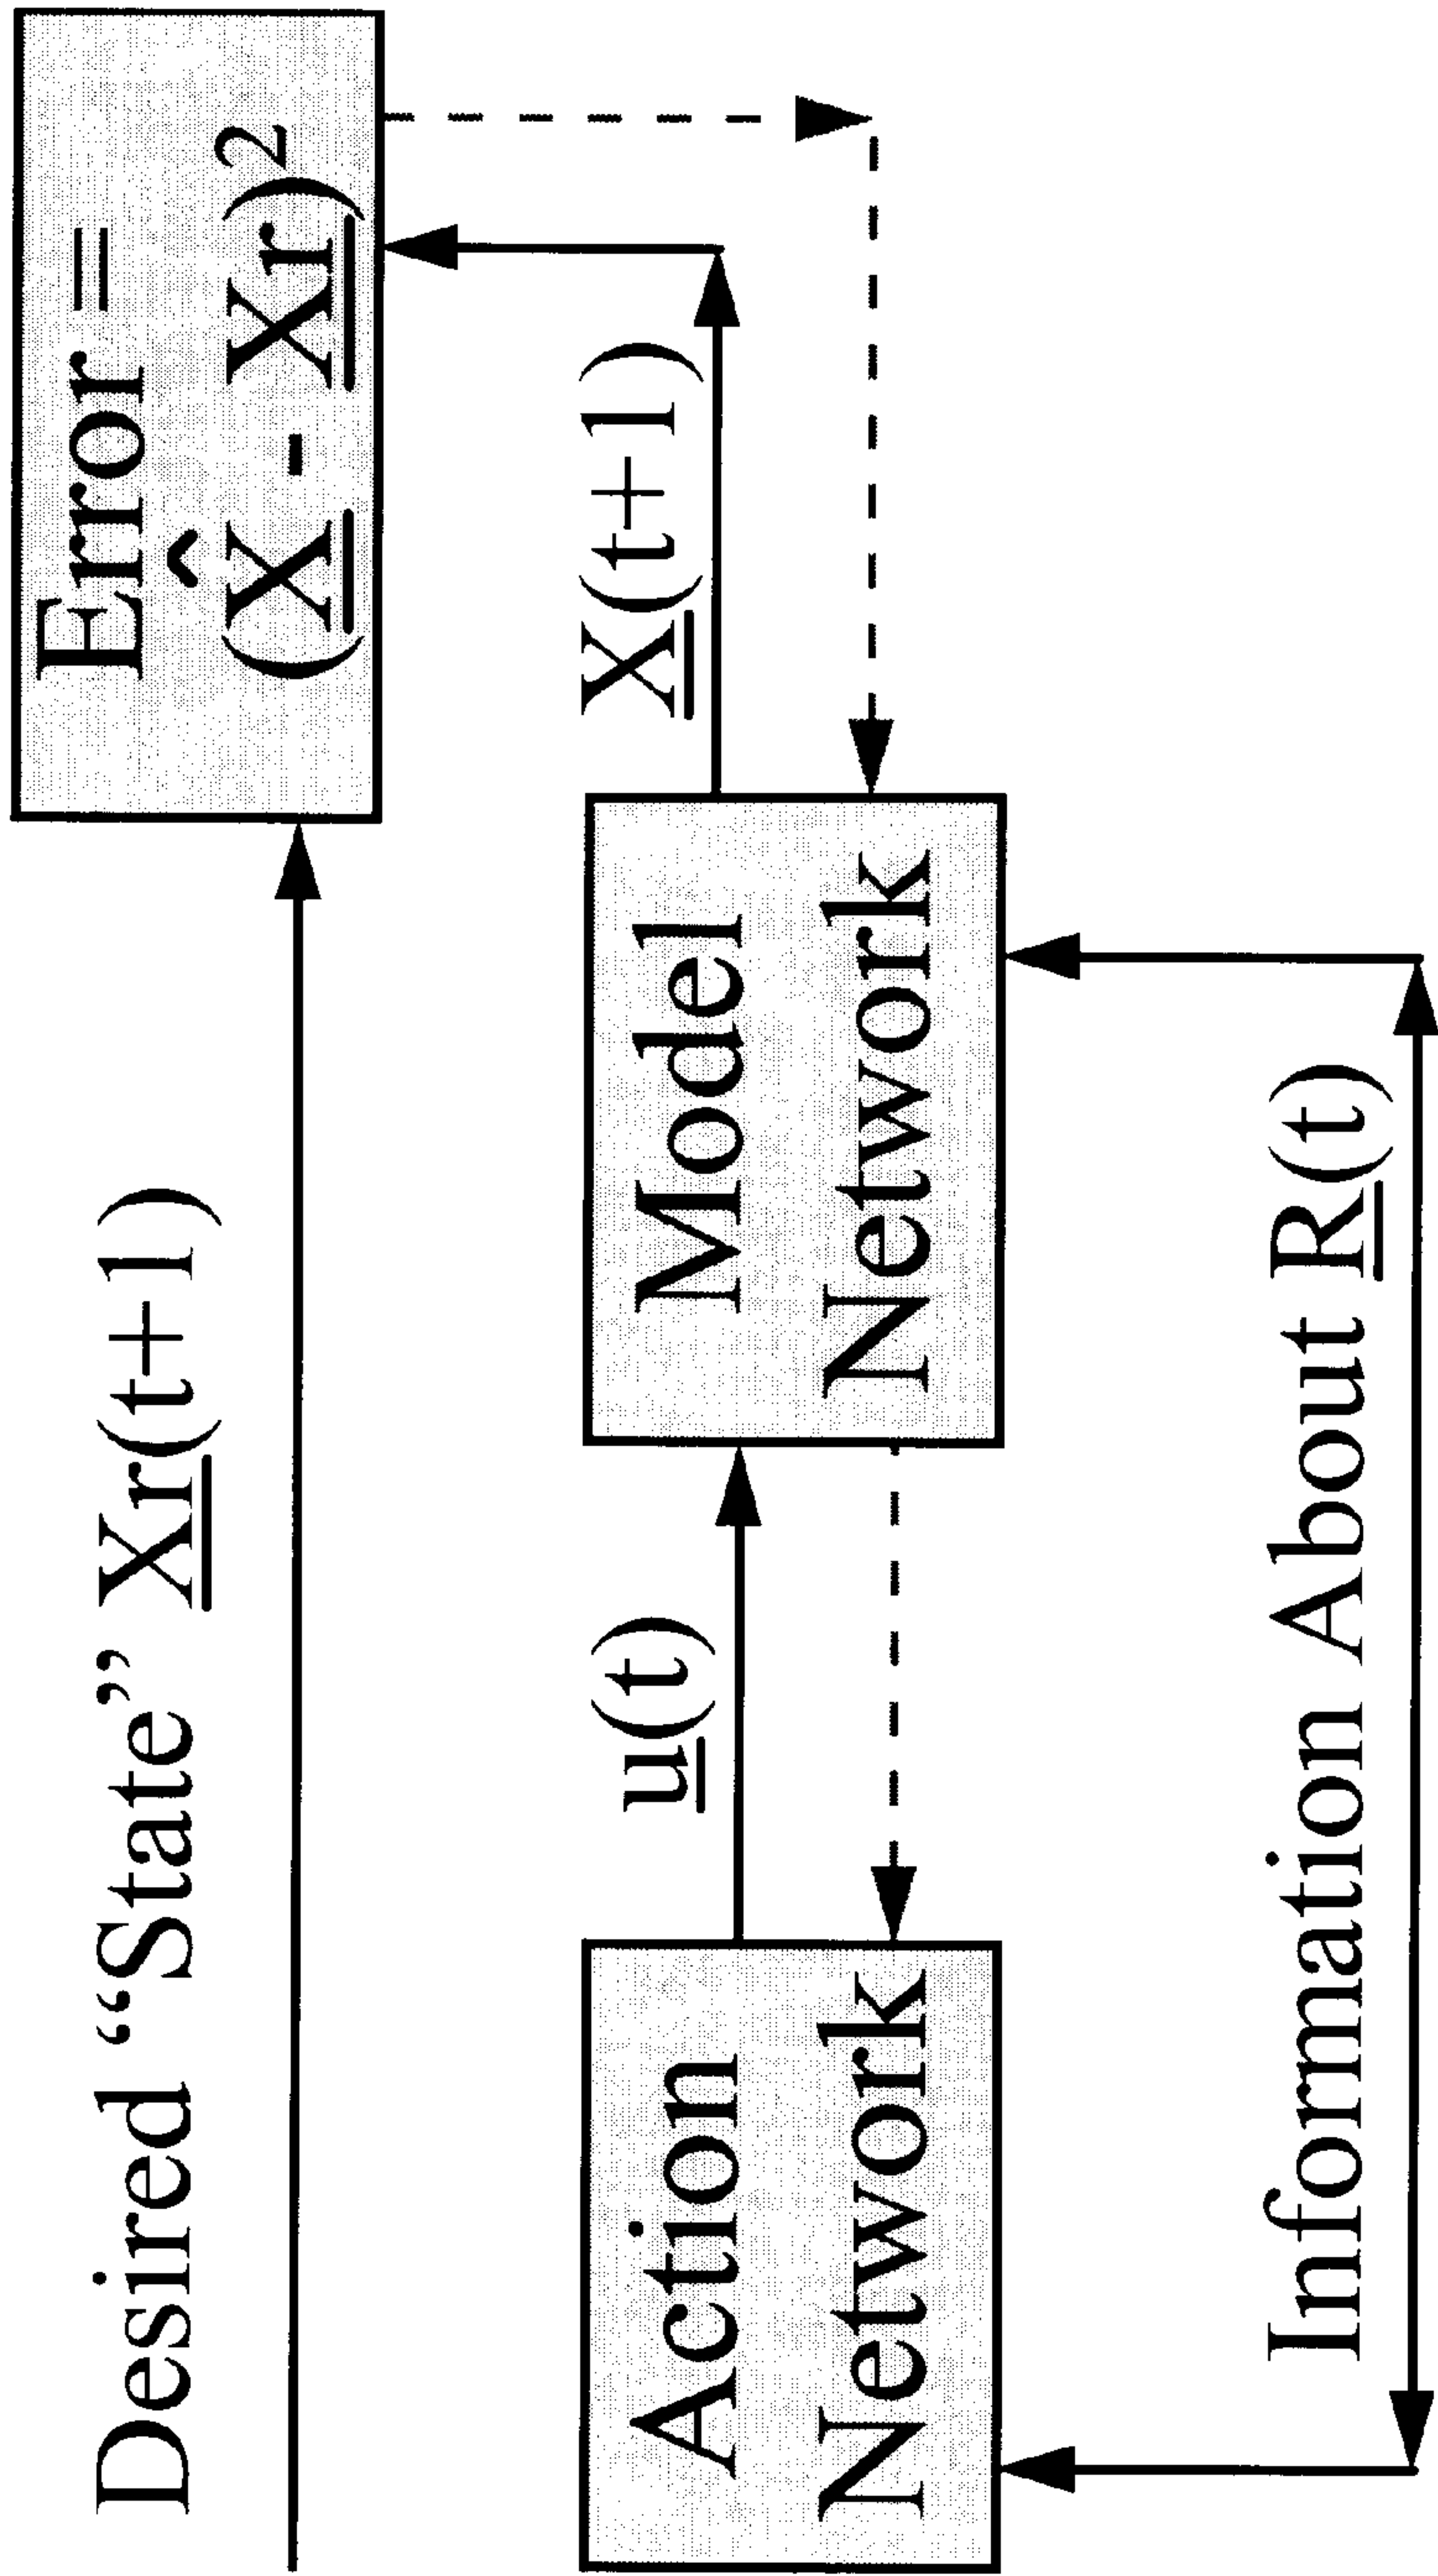 Desired “State” Xr(t+1)
Error =
(X̂ - Xr)²
X(t+1)
u(t)
Action
Network
Model
Network
Information About R(t)